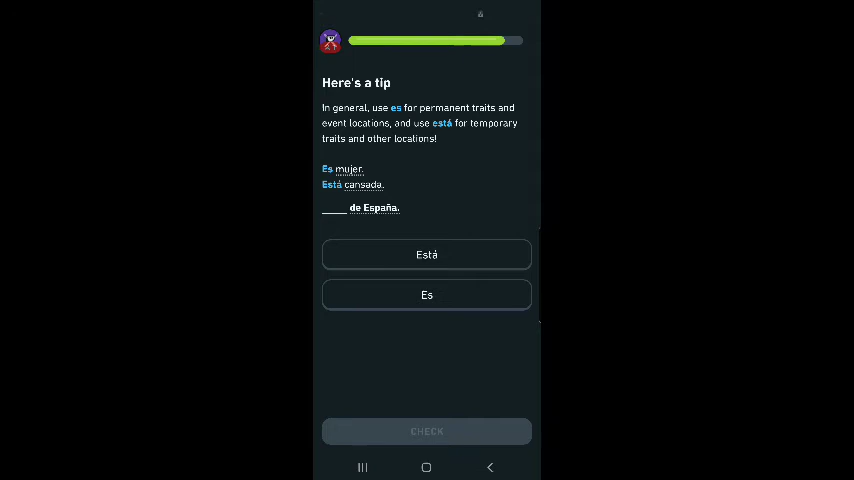 Here's a tip
In general, use es for permanent traits and
event locations, and use está for temporary
traits and other locations!
Es mujer.
Está cansada.
_____ de España.
Está
Es
CHECK